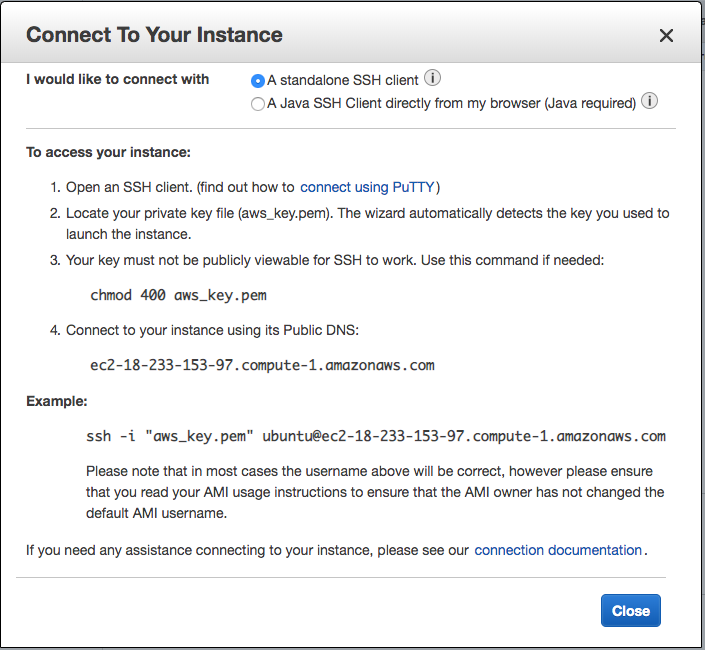 Connect To Your Instance
I would like to connect with
A standalone SSH client
A Java SSH Client directly from my browser (Java required)
To access your instance:
1. Open an SSH client. (find out how to connect using PuTTY)
2. Locate your private key file (aws_key.pem). The wizard automatically detects the key you used to
launch the instance.
3. Your key must not be publicly viewable for SSH to work. Use this command if needed:
chmod 400 aws_key.pem
4. Connect to your instance using its Public DNS:
ec2-18-233-153-97.compute-1.amazonaws.com
Example:
ssh -i "aws_key.pem" ubuntu@ec2-18-233-153-97.compute-1.amazonaws.com
Please note that in most cases the username above will be correct, however please ensure
that you read your AMI usage instructions to ensure that the AMI owner has not changed the
default AMI username.
If you need any assistance connecting to your instance, please see our connection documentation.
Close